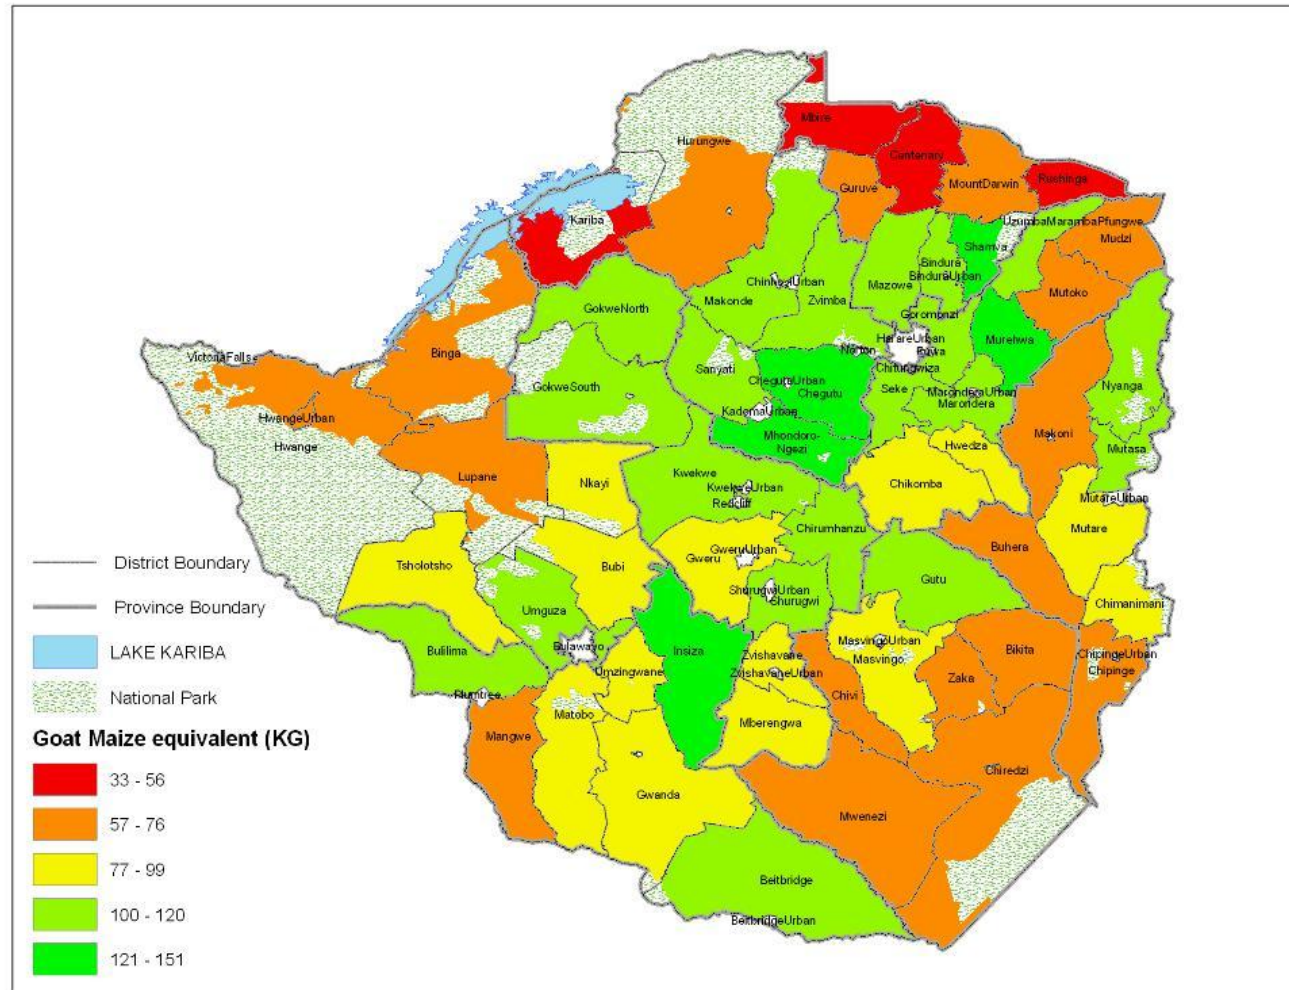 Mbire
Hurungwe
Centenary
Rushinga
Guruve
MountDarwin
Kariba
UzumbaMarambaPfungwe
Mudzi
Shamva
Bindura
BinduraUrban
Mazowe
Mutoko
ChinhoyiUrban
Makonde
Zvimba
GokweNorth
Goromonzi
HarareUrban
Ruwa
Murehwa
Norton
Chitungwiza
VictoriaFalls
Binga
Sanyati
CheguteUrban
Chegutu
Seke
MaronderaUrban
Marondera
Nyanga
GokweSouth
KadomaUrban
HwangeUrban
Hwange
Mhondoro-
Ngezi
Hwedza
Makoni
Mutasa
Lupane
Nkayi
Kwekwe
KwekweUrban
Redcliff
Chikomba
MutareUrban
Chirumhanzu
Mutare
Tsholotsho
Bubi
Gweru
GweruUrban
Buhera
Gutu
Umguza
ShurugwiUrban
Shurugwi
Chimanimani
Bulawayo
Bulilima
Insiza
MasvingoUrban
Masvingo
Bikita
ChipingeUrban
Chipinge
Umzingwane
Zvishavane
ZvishavaneUrban
Zaka
Plumtree
Matobo
Chivi
Mberengwa
Mangwe
Gwanda
Chiredzi
Mwenezi
Beitbridge
BeitbridgeUrban
District Boundary
Province Boundary
LAKE KARIBA
National Park
Goat Maize equivalent (KG)
33 - 56
57 - 76
77 - 99
100 - 120
121 - 151